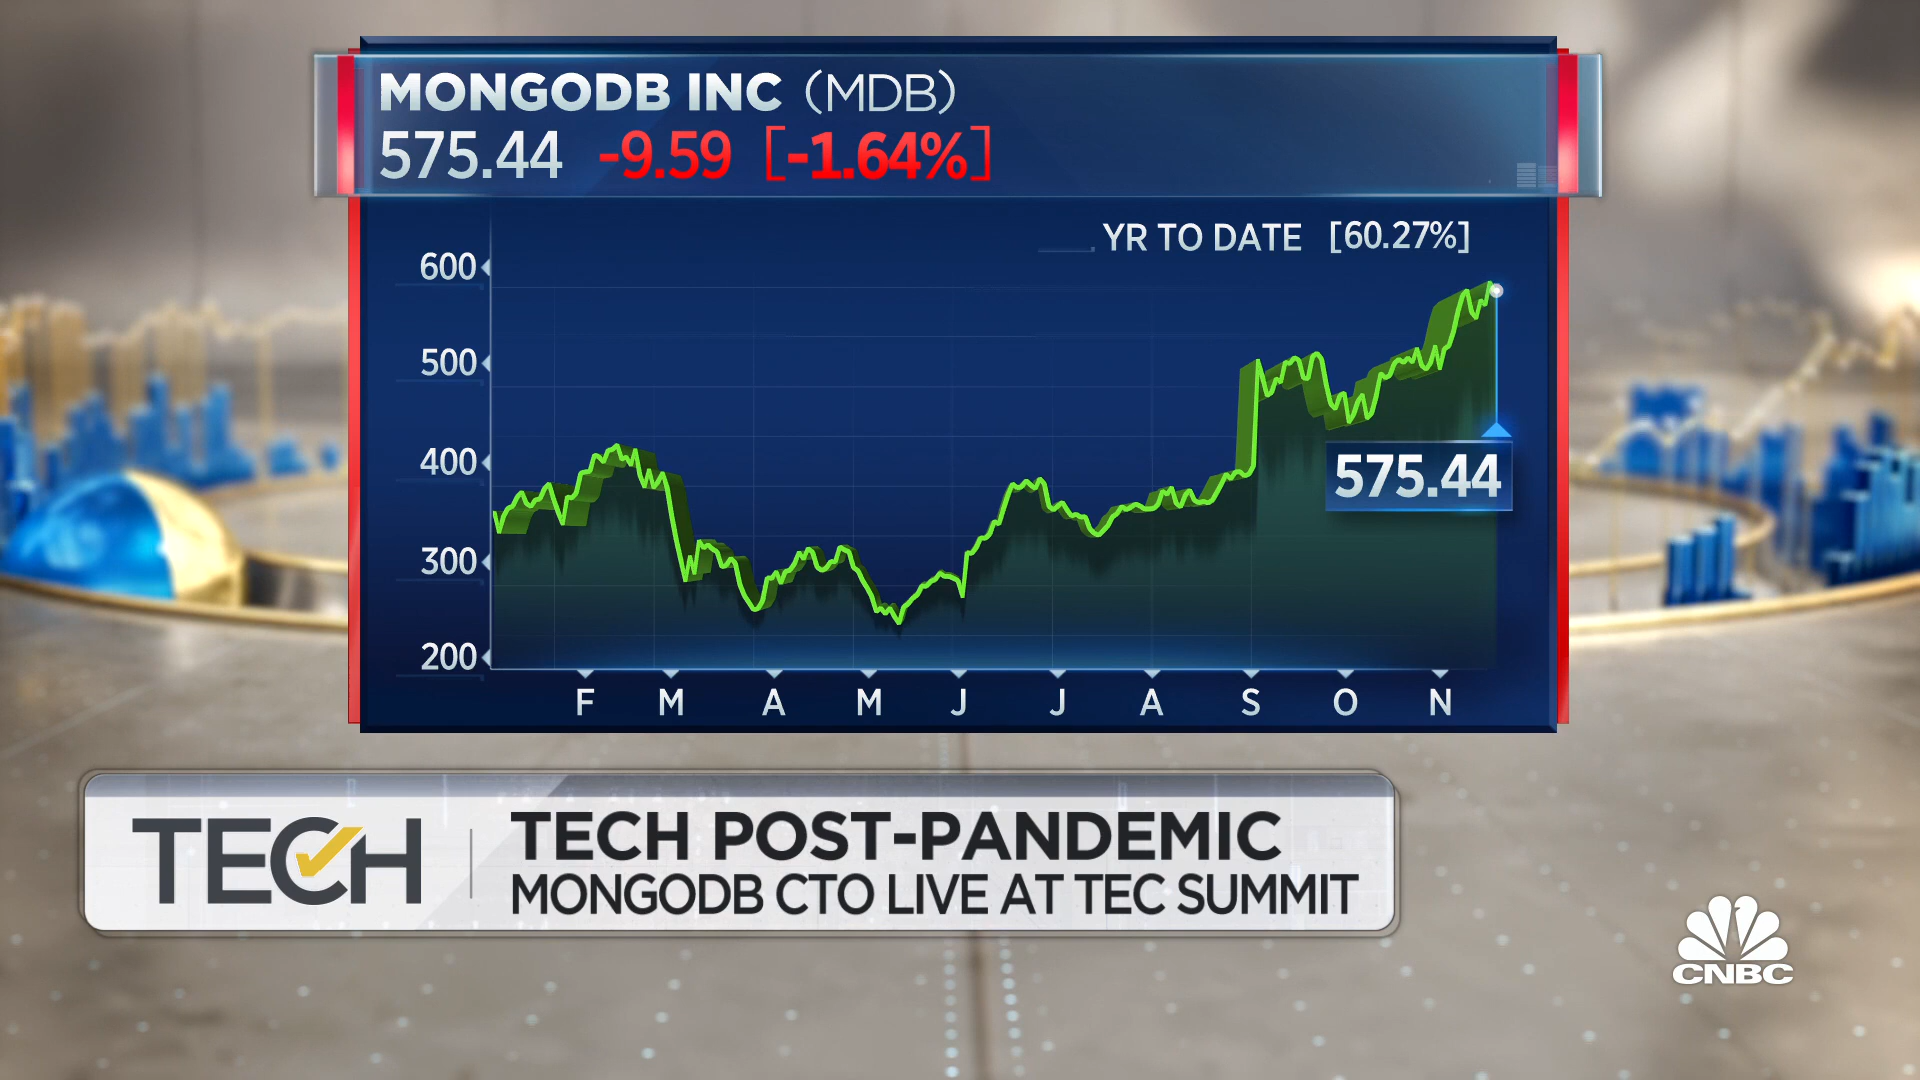 MONGODB INC (MDB)
575.44 -9.59 [-1.64%]
YR TO DATE [60.27%]
600
500
400
300
200
575.44
F M A M J J A S O N
TECH
TECH POST-PANDEMIC
MONGODB CTO LIVE AT TEC SUMMIT
CNBC